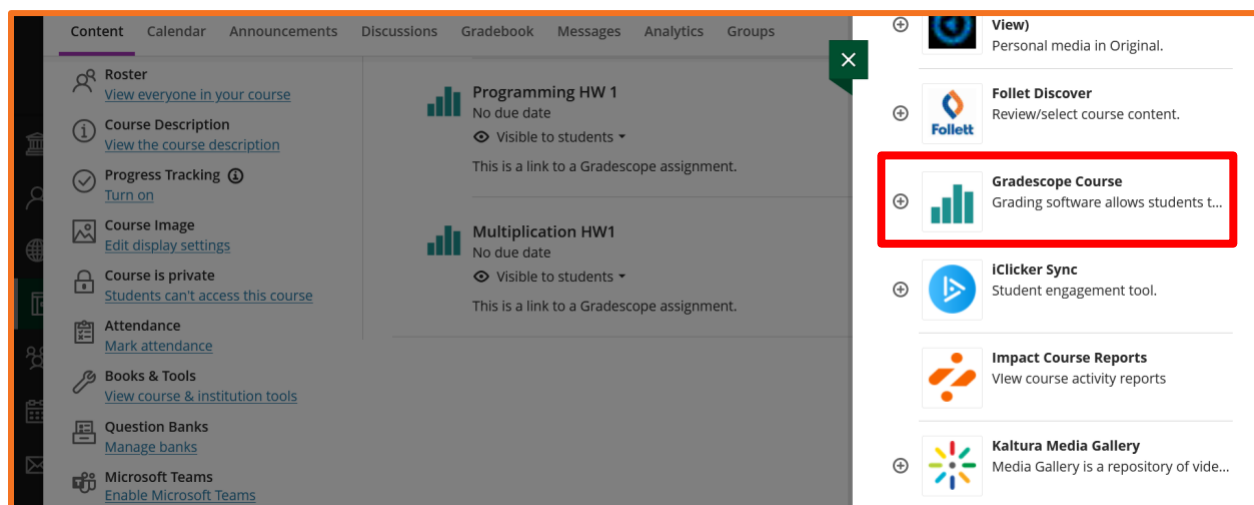 Content Calendar Announcements Discussions Gradebook Messages Analytics Groups
Roster
View everyone in your course
Course Description
View the course description
Progress Tracking
Turn on
Course Image
Edit display settings
Course is private
Students can't access this course
Attendance
Mark attendance
Books & Tools
View course & institution tools
Question Banks
Manage banks
Microsoft Teams
Enable Microsoft Teams
Programming HW 1
No due date
Visible to students
This is a link to a Gradescope assignment.
Multiplication HW1
No due date
Visible to students
This is a link to a Gradescope assignment.
View)
Personal media in Original.
Follett
Follet Discover
Review/select course content.
Gradescope Course
Grading software allows students t...
iClicker Sync
Student engagement tool.
Impact Course Reports
VIew course activity reports
Kaltura Media Gallery
Media Gallery is a repository of vide...